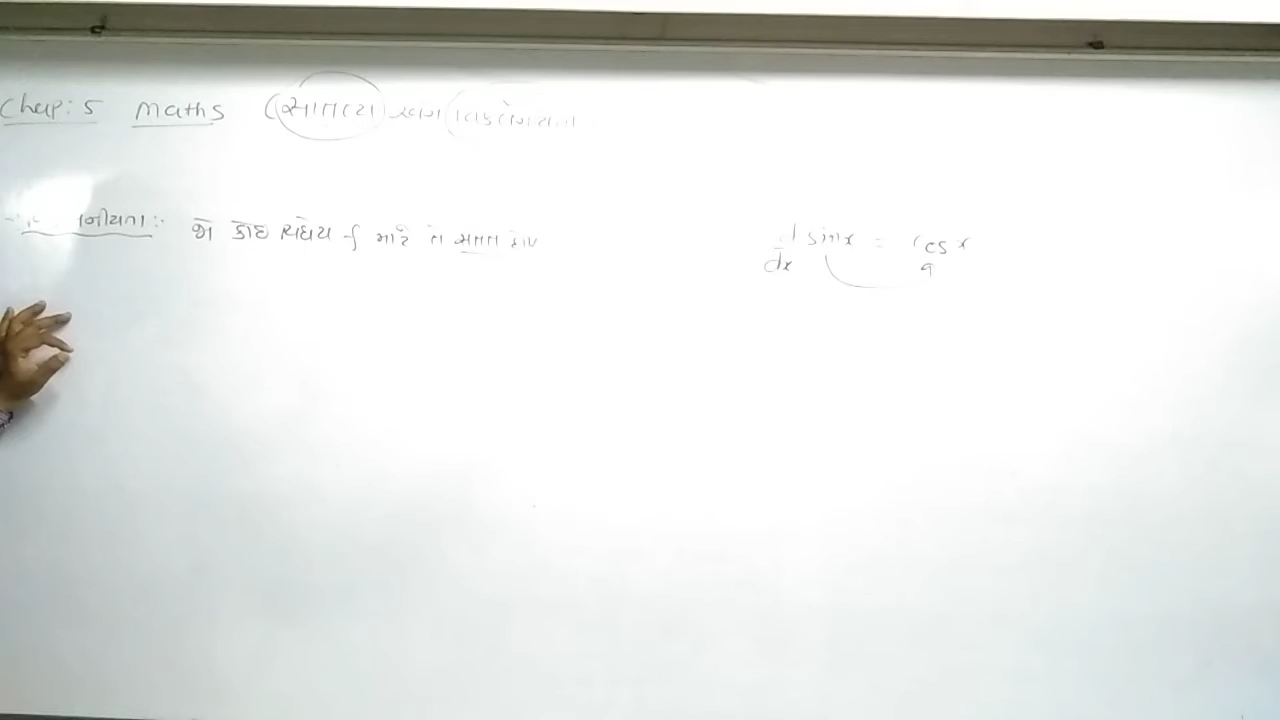 Chap: 5 Maths (સાતત્ય અને વિકલનીયતા
જો કોઇ વિધેય f માટે તે સતત હોય
d/dx sinx = cos x